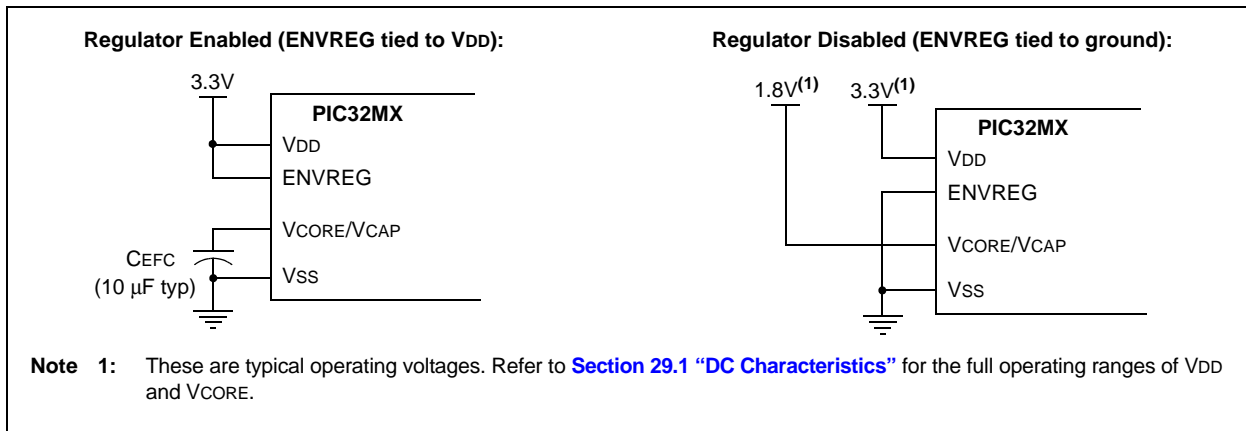 Regulator Enabled (ENVREG tied to VDD):
3.3V
PIC32MX
VDD
ENVREG
VCORE/VCAP
CEFC
(10 μF typ)
VSS
Regulator Disabled (ENVREG tied to ground):
1.8V(1) 3.3V(1)
PIC32MX
VDD
ENVREG
VCORE/VCAP
VSS
Note 1: These are typical operating voltages. Refer to Section 29.1 “DC Characteristics” for the full operating ranges of VDD
and VCORE.